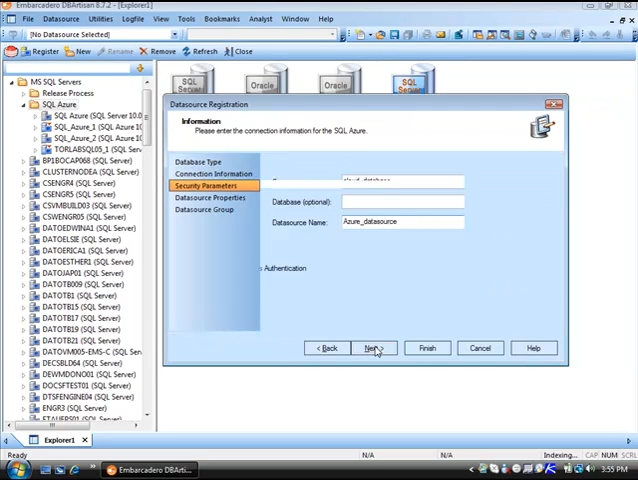 Embarcadero DBArtisan 8.7.2 - [Explorer1]
File Datasource Utilities Logfile View Tools Bookmarks Analyst Window Help
[No Datasource Selected]
Register New Rename Remove Refresh Close
MS SQL Servers
Release Process
SQL Azure
SQL Azure (SQL Server 10.0
SQL Azure_1 (SQL Azure 10
SQL Azure_2 (SQL Azure 10
TORLABSQL05_1 (SQL Azure
BP1BOCAP068 (SQL Server)
CLUSTERNODEA (SQL Server)
CSENGR4 (SQL Server)
CSENGR5 (SQL Server)
CSVMBUILD03 (SQL Server)
CSWENGR05 (SQL Server)
DATOEDWINA1 (SQL Server)
DATOELSIE (SQL Server)
DATOERICA1 (SQL Server)
DATOESTHER1 (SQL Server)
DATOJAP01 (SQL Server)
DATOTB009 (SQL Server)
DATOTB15 (SQL Server)
DATOTB17 (SQL Server)
DATOTB19 (SQL Server)
DATOTB21 (SQL Server)
DATOVM005-EMS-C (SQL Server)
DECSBLD64 (SQL Server)
DEWMDONO01 (SQL Server)
DOCSFTEST01 (SQL Server)
DTSFENGINE04 (SQL Server)
ENGR3 (SQL Server)
SQL Server
Oracle
Oracle
SQL Server
Datasource Registration
Information
Please enter the connection information for the SQL Azure.
Database Type
Connection Information
Security Parameters
Datasource Properties
Datasource Group
Database (optional):
Datasource Name: Azure_datasource
Authentication
< Back Next > Finish Cancel Help
Explorer1
Ready N/A N/A Indexing... CAP NUM SCRL
Embarcadero DBArti... 3:55 PM